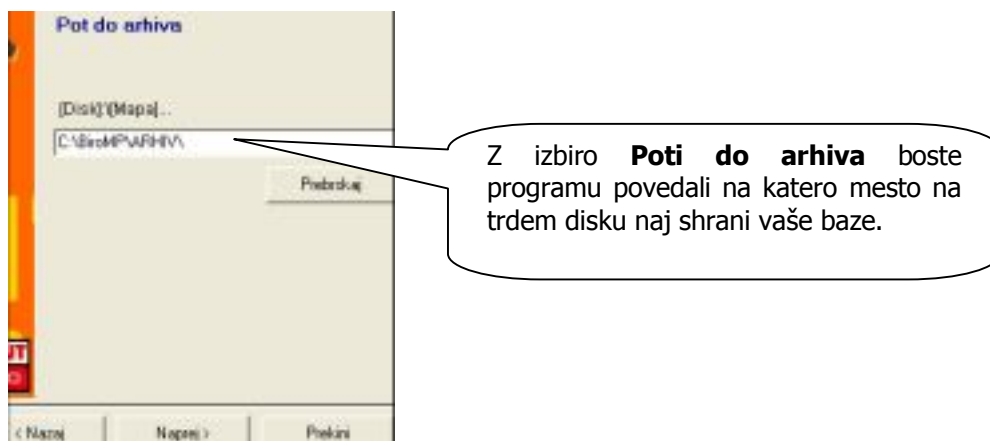 Pot do arhiva
[Disk]:\[Mapa]...
C:\BiroMP\ARHIV\
Prebrskaj
Z izbiro Poti do arhiva boste
programu povedali na katero mesto na
trdem disku naj shrani vaše baze.
UT
< Nazaj
Naprej >
Prekini